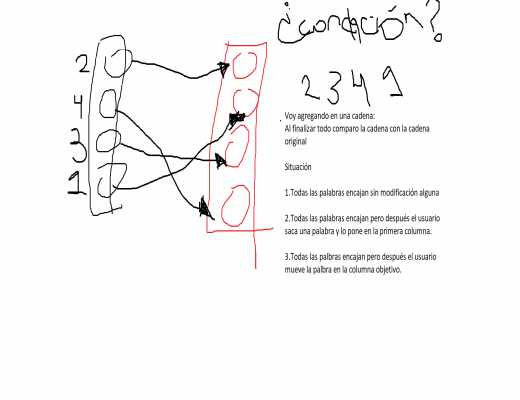 ¿condición?
2 3 4 9
2
4
3
1
Voy agregando en una cadena:
Al finalizar todo comparo la cadena con la cadena
original
Situación
1.Todas las palabras encajan sin modificación alguna
2.Todas las palabras encajan pero después el usuario
saca una palabra y lo pone en la primera columna.
3.Todas las palbras encajan pero después el usuario
mueve la palbra en la columna objetivo.